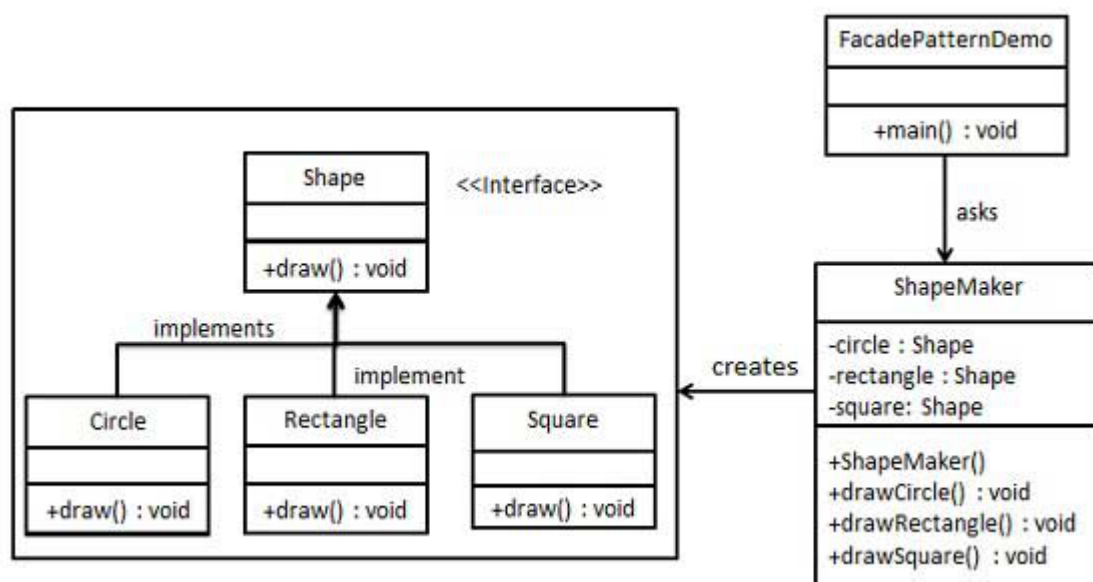 FacadePatternDemo
+main() : void
asks
Shape
<<Interface>>
+draw() : void
implements
implement
Circle
+draw() : void
Rectangle
+draw() : void
Square
+draw() : void
creates
ShapeMaker
-circle : Shape
-rectangle : Shape
-square: Shape
+ShapeMaker()
+drawCircle() : void
+drawRectangle() : void
+drawSquare() : void